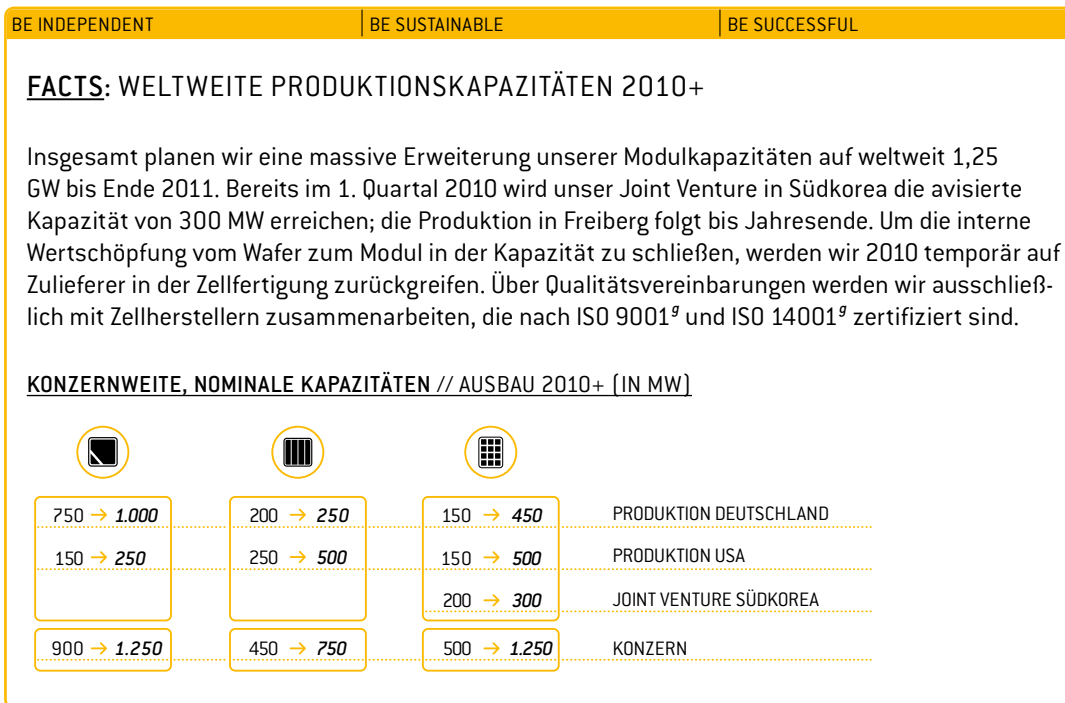 BE INDEPENDENT BE SUSTAINABLE BE SUCCESSFUL
FACTS: WELTWEITE PRODUKTIONSKAPAZITÄTEN 2010+
Insgesamt planen wir eine massive Erweiterung unserer Modulkapazitäten auf weltweit 1,25
GW bis Ende 2011. Bereits im 1. Quartal 2010 wird unser Joint Venture in Südkorea die avisierte
Kapazität von 300 MW erreichen; die Produktion in Freiberg folgt bis Jahresende. Um die interne
Wertschöpfung vom Wafer zum Modul in der Kapazität zu schließen, werden wir 2010 temporär auf
Zulieferer in der Zellfertigung zurückgreifen. Über Qualitätsvereinbarungen werden wir ausschließ-
lich mit Zellherstellern zusammenarbeiten, die nach ISO 9001g und ISO 14001g zertifiziert sind.
KONZERNWEITE, NOMINALE KAPAZITÄTEN // AUSBAU 2010+ (IN MW)
750 → 1.000 200 → 250 150 → 450 PRODUKTION DEUTSCHLAND
150 → 250 250 → 500 150 → 500 PRODUKTION USA
200 → 300 JOINT VENTURE SÜDKOREA
900 → 1.250 450 → 750 500 → 1.250 KONZERN